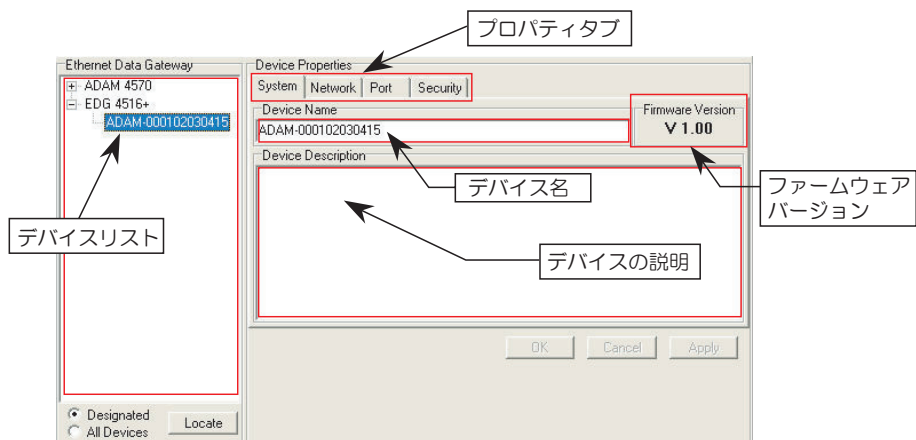 プロパティタブ
Ethernet Data Gateway
Device Properties
ADAM 4570
EDG 4516+
ADAM-000102030415
System
Network
Port
Security
Device Name
ADAM-000102030415
Firmware Version
V 1.00
Device Description
デバイス名
ファームウェア
バージョン
デバイスリスト
デバイスの説明
OK
Cancel
Apply
Designated
All Devices
Locate